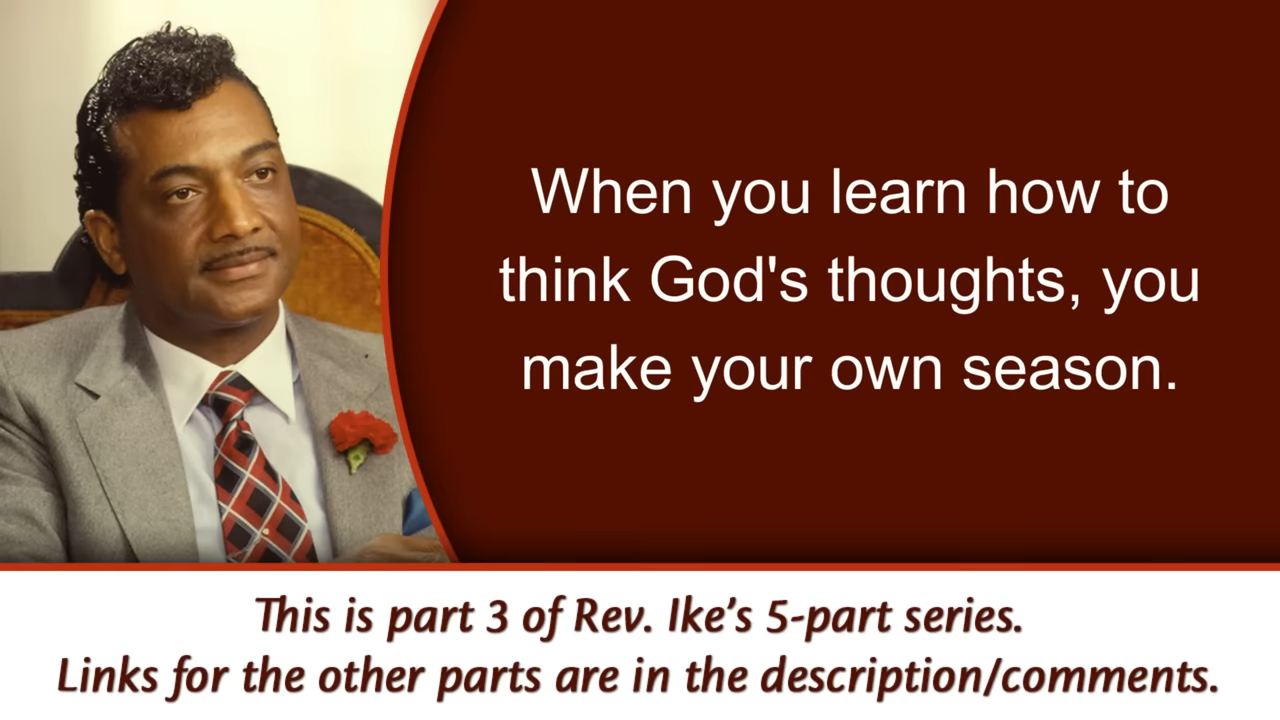 When you learn how to
think God's thoughts, you
make your own season.
This is part 3 of Rev. Ike’s 5-part series.
Links for the other parts are in the description/comments.